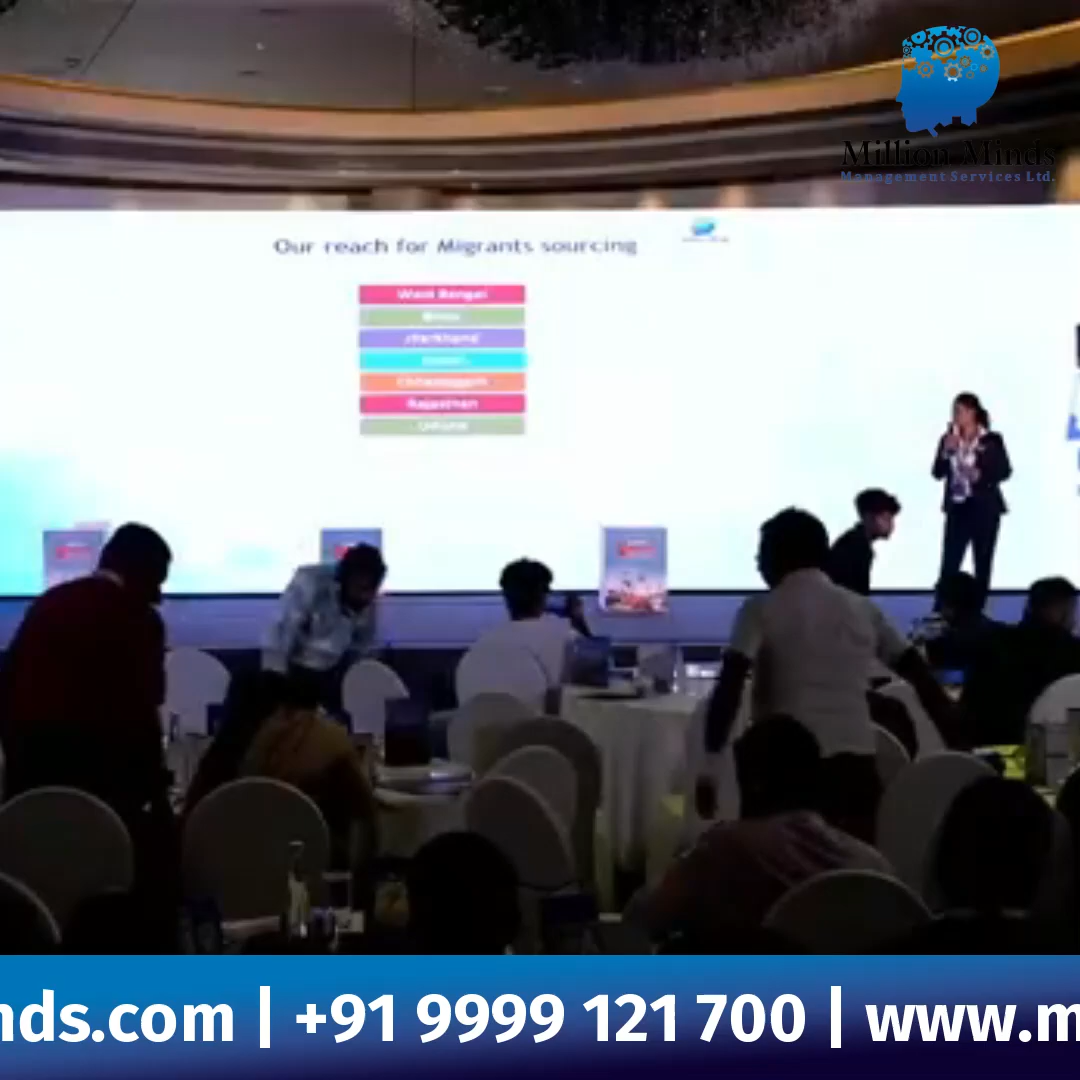 Million Minds
Management Services Ltd.
Our reach for Migrants sourcing
West Bengal
Jharkhand
Chhattisgarh
Rajasthan
nds.com | +91 9999 121 700 | www.m